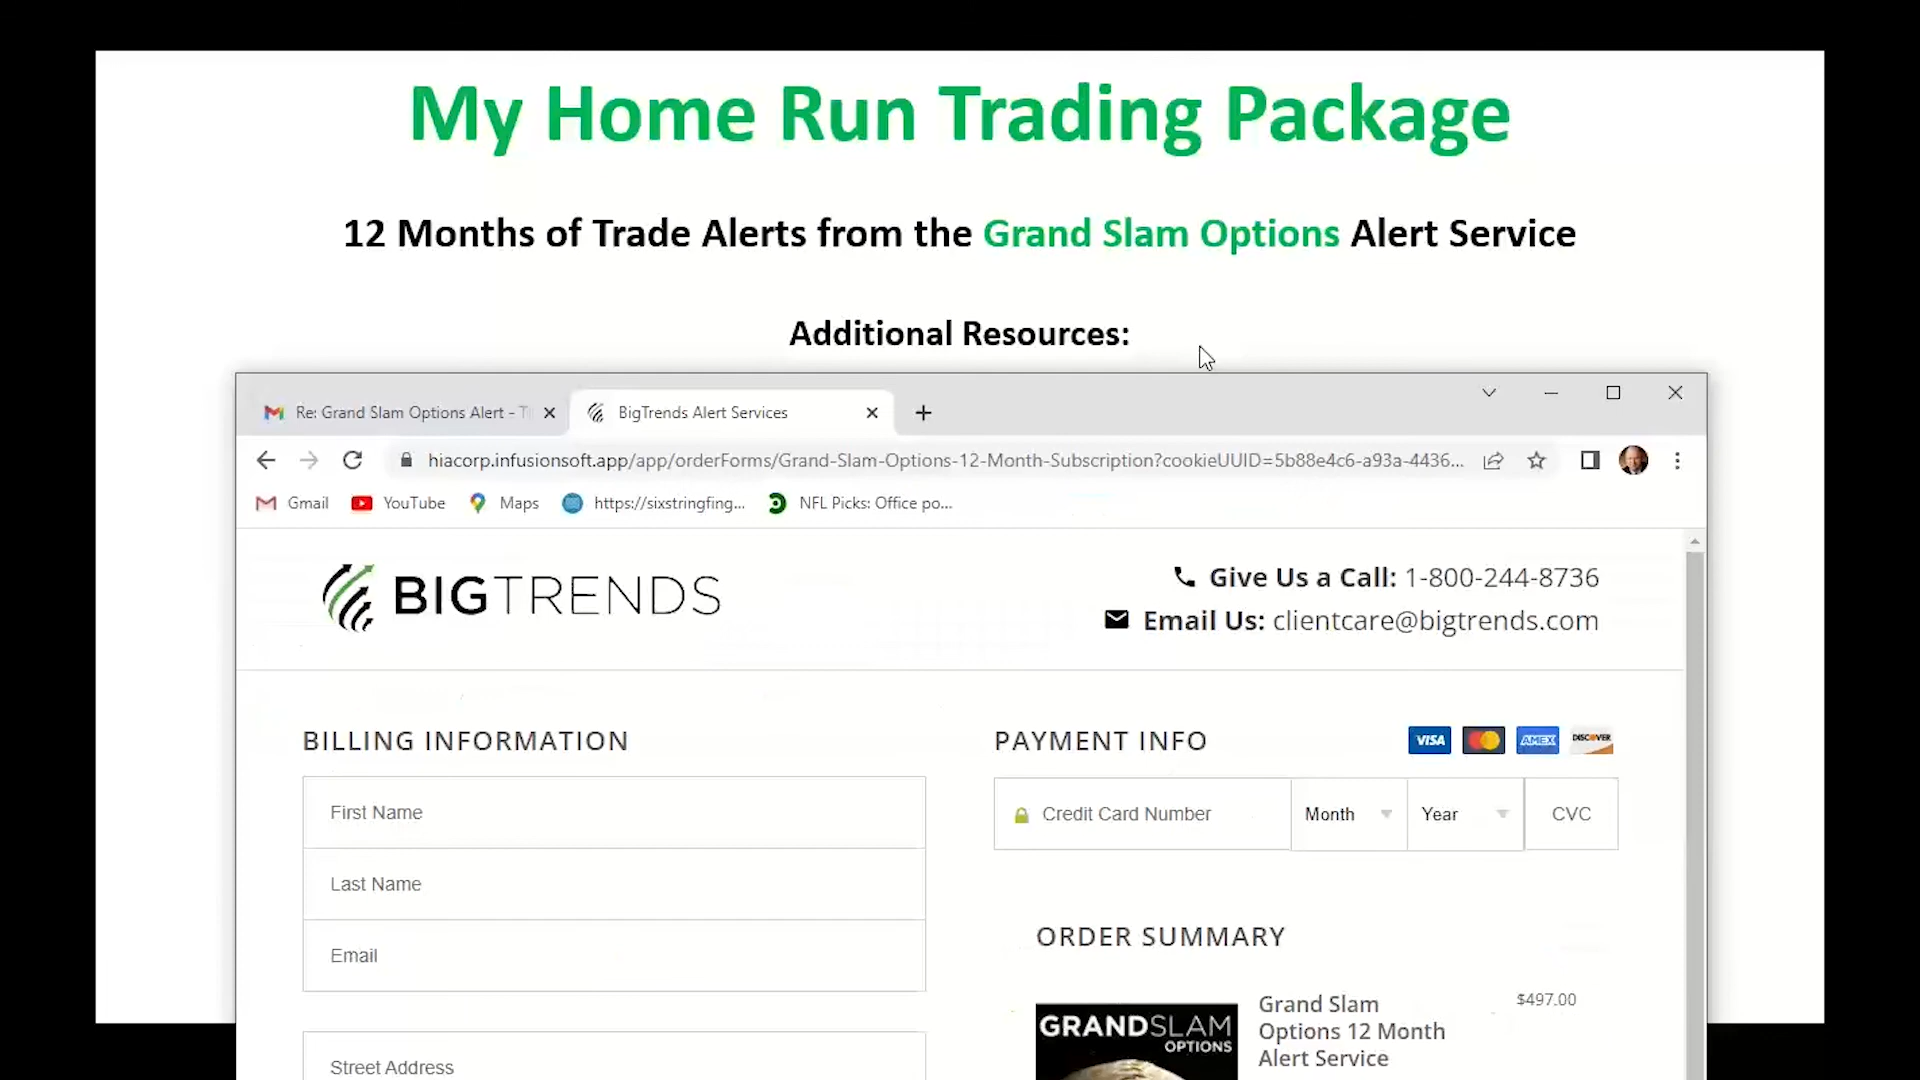 My Home Run Trading Package
12 Months of Trade Alerts from the Grand Slam Options Alert Service
Additional Resources:
Re: Grand Slam Options Alert - T
BigTrends Alert Services
hiacorp.infusionsoft.app/app/orderForms/Grand-Slam-Options-12-Month-Subscription?cookieUUID=5b88e4c6-a93a-4436...
Gmail YouTube Maps https://sixstringfing... NFL Picks: Office po...
BIGTRENDS
Give Us a Call: 1-800-244-8736
Email Us: clientcare@bigtrends.com
BILLING INFORMATION
First Name
Last Name
Email
Street Address
PAYMENT INFO
VISA AMEX DISCOVER
Credit Card Number Month Year CVC
ORDER SUMMARY
GRANDSLAM
OPTIONS
Grand Slam
Options 12 Month
Alert Service
$497.00